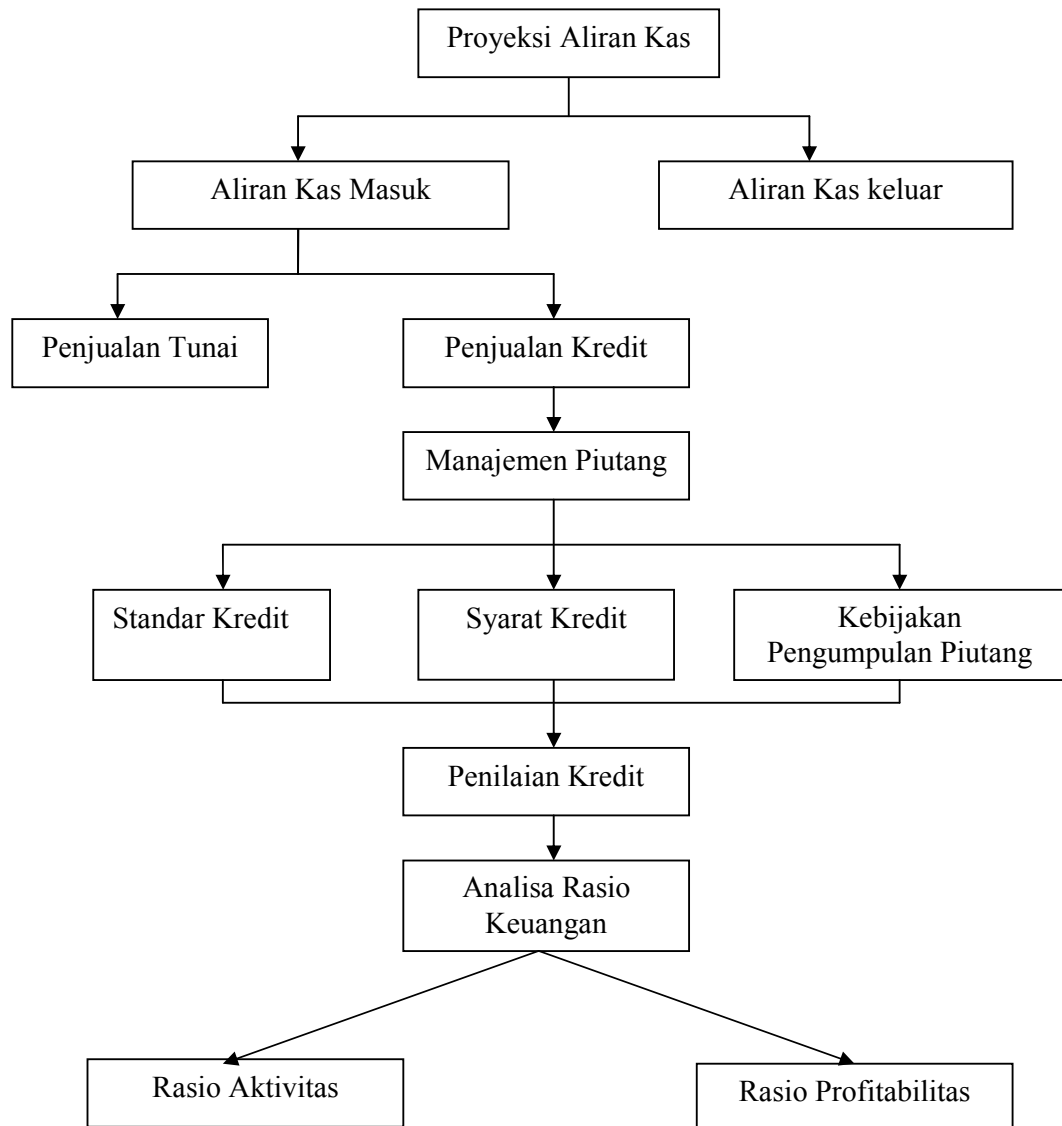 Proyeksi Aliran Kas
Aliran Kas Masuk
Aliran Kas keluar
Penjualan Tunai
Penjualan Kredit
Manajemen Piutang
Standar Kredit
Syarat Kredit
Kebijakan
Pengumpulan Piutang
Penilaian Kredit
Analisa Rasio
Keuangan
Rasio Aktivitas
Rasio Profitabilitas